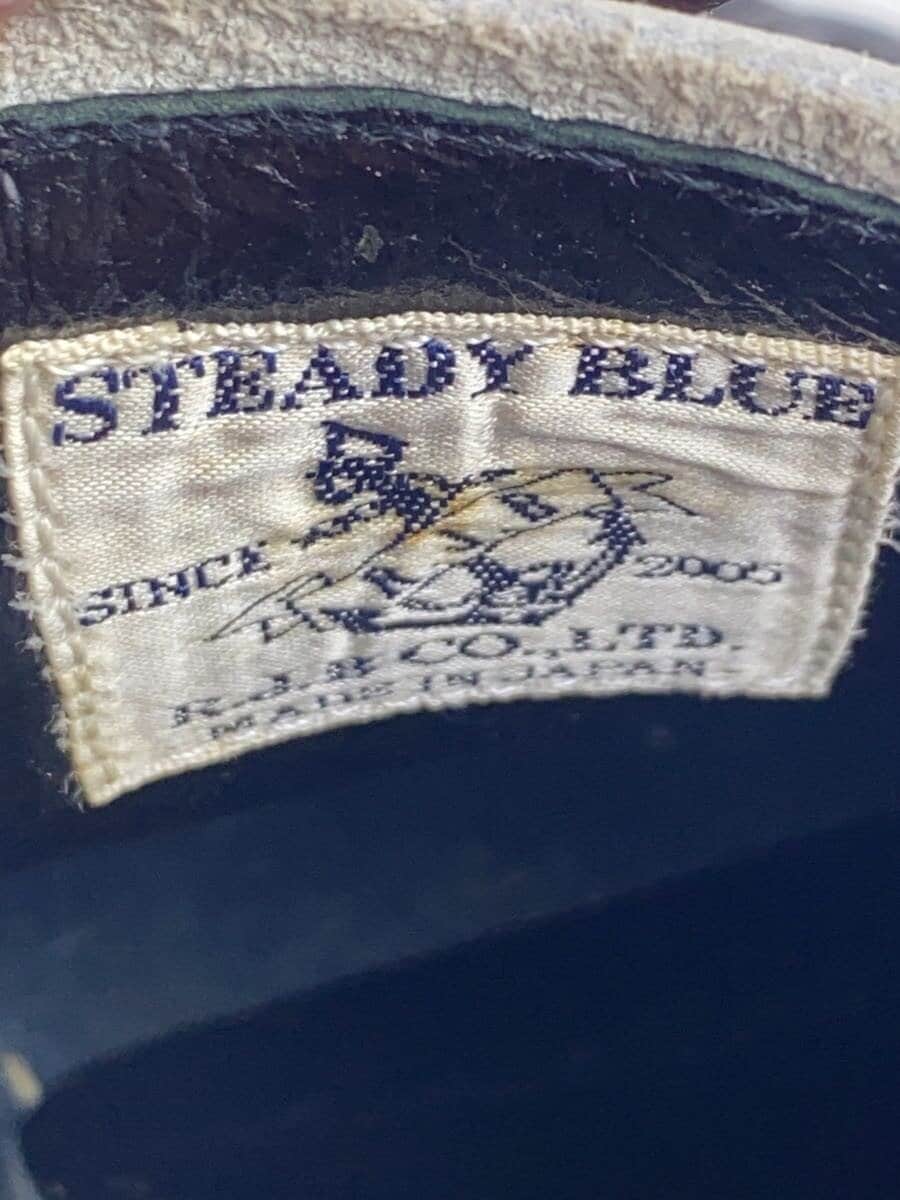 STEADY BLUE
SINCE 2005
R.J.B CO.,LTD.
MADE IN JAPAN